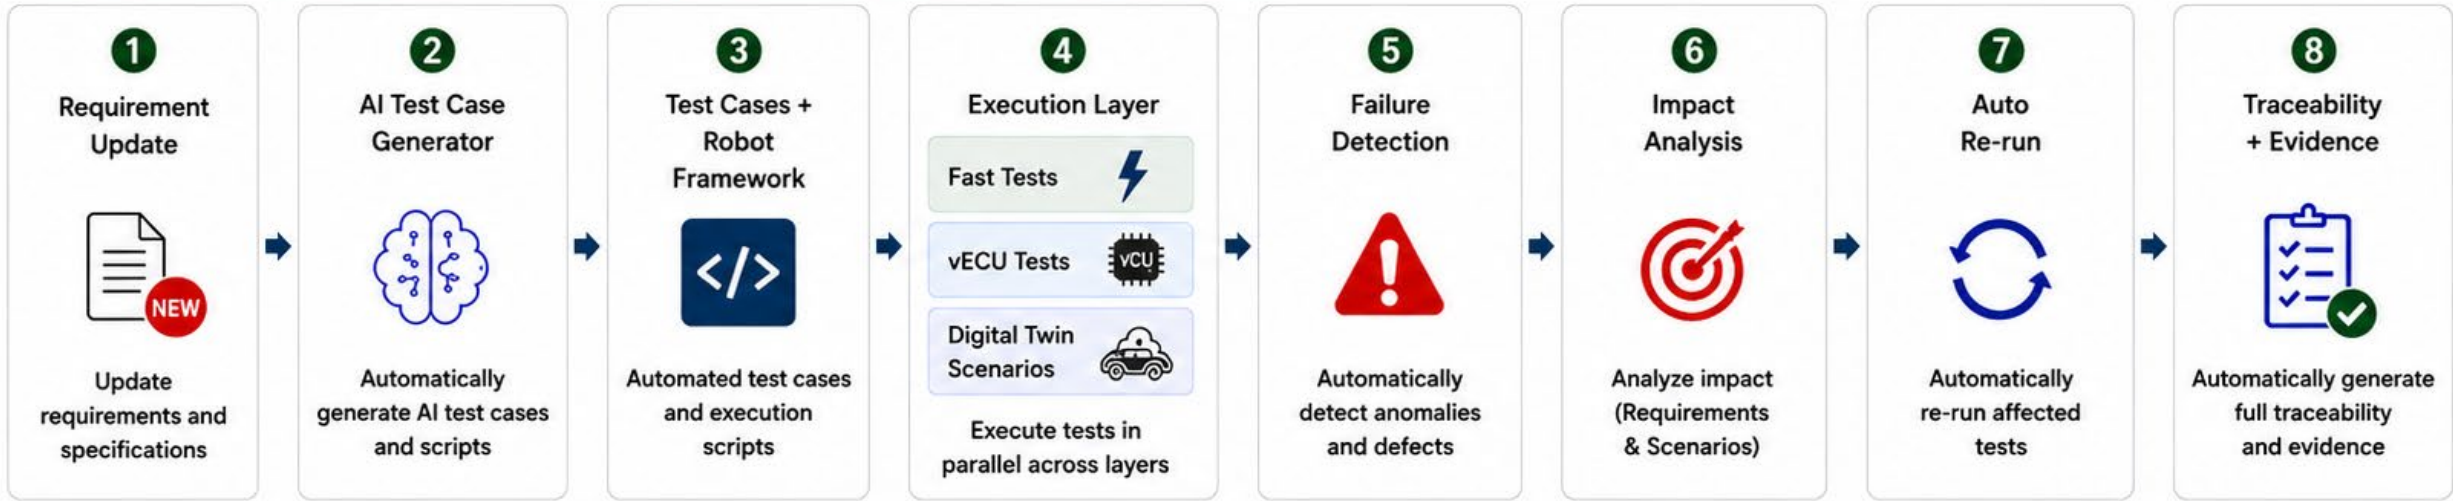 1
Requirement
Update
NEW
Update
requirements and
specifications
2
AI Test Case
Generator
Automatically
generate AI test cases
and scripts
3
Test Cases +
Robot
Framework
</>
Automated test cases
and execution
scripts
4
Execution Layer
Fast Tests
vECU Tests
vCU
Digital Twin
Scenarios
Execute tests in
parallel across layers
5
Failure
Detection
Automatically
detect anomalies
and defects
6
Impact
Analysis
Analyze impact
(Requirements
& Scenarios)
7
Auto
Re-run
Automatically
re-run affected
tests
8
Traceability
+ Evidence
Automatically generate
full traceability
and evidence